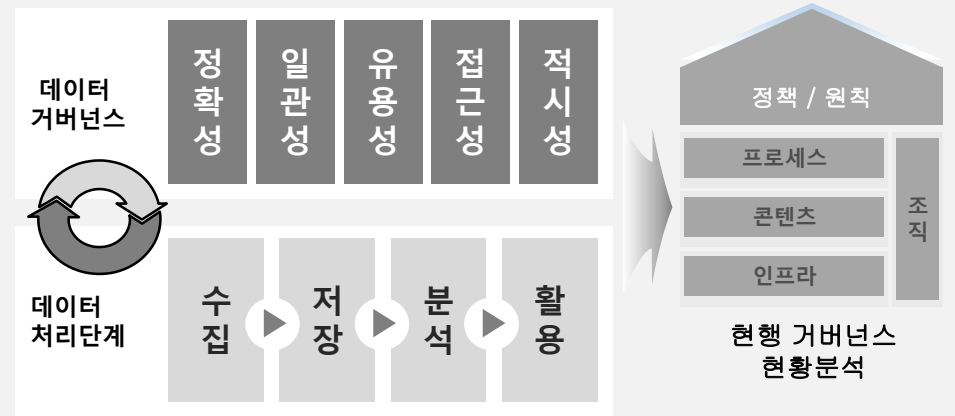 데이터
거버넌스
정확성
일관성
유용성
접근성
적시성
데이터
처리단계
수집
저장
분석
활용
정책 / 원칙
프로세스
콘텐츠
인프라
조직
현행 거버넌스
현황분석